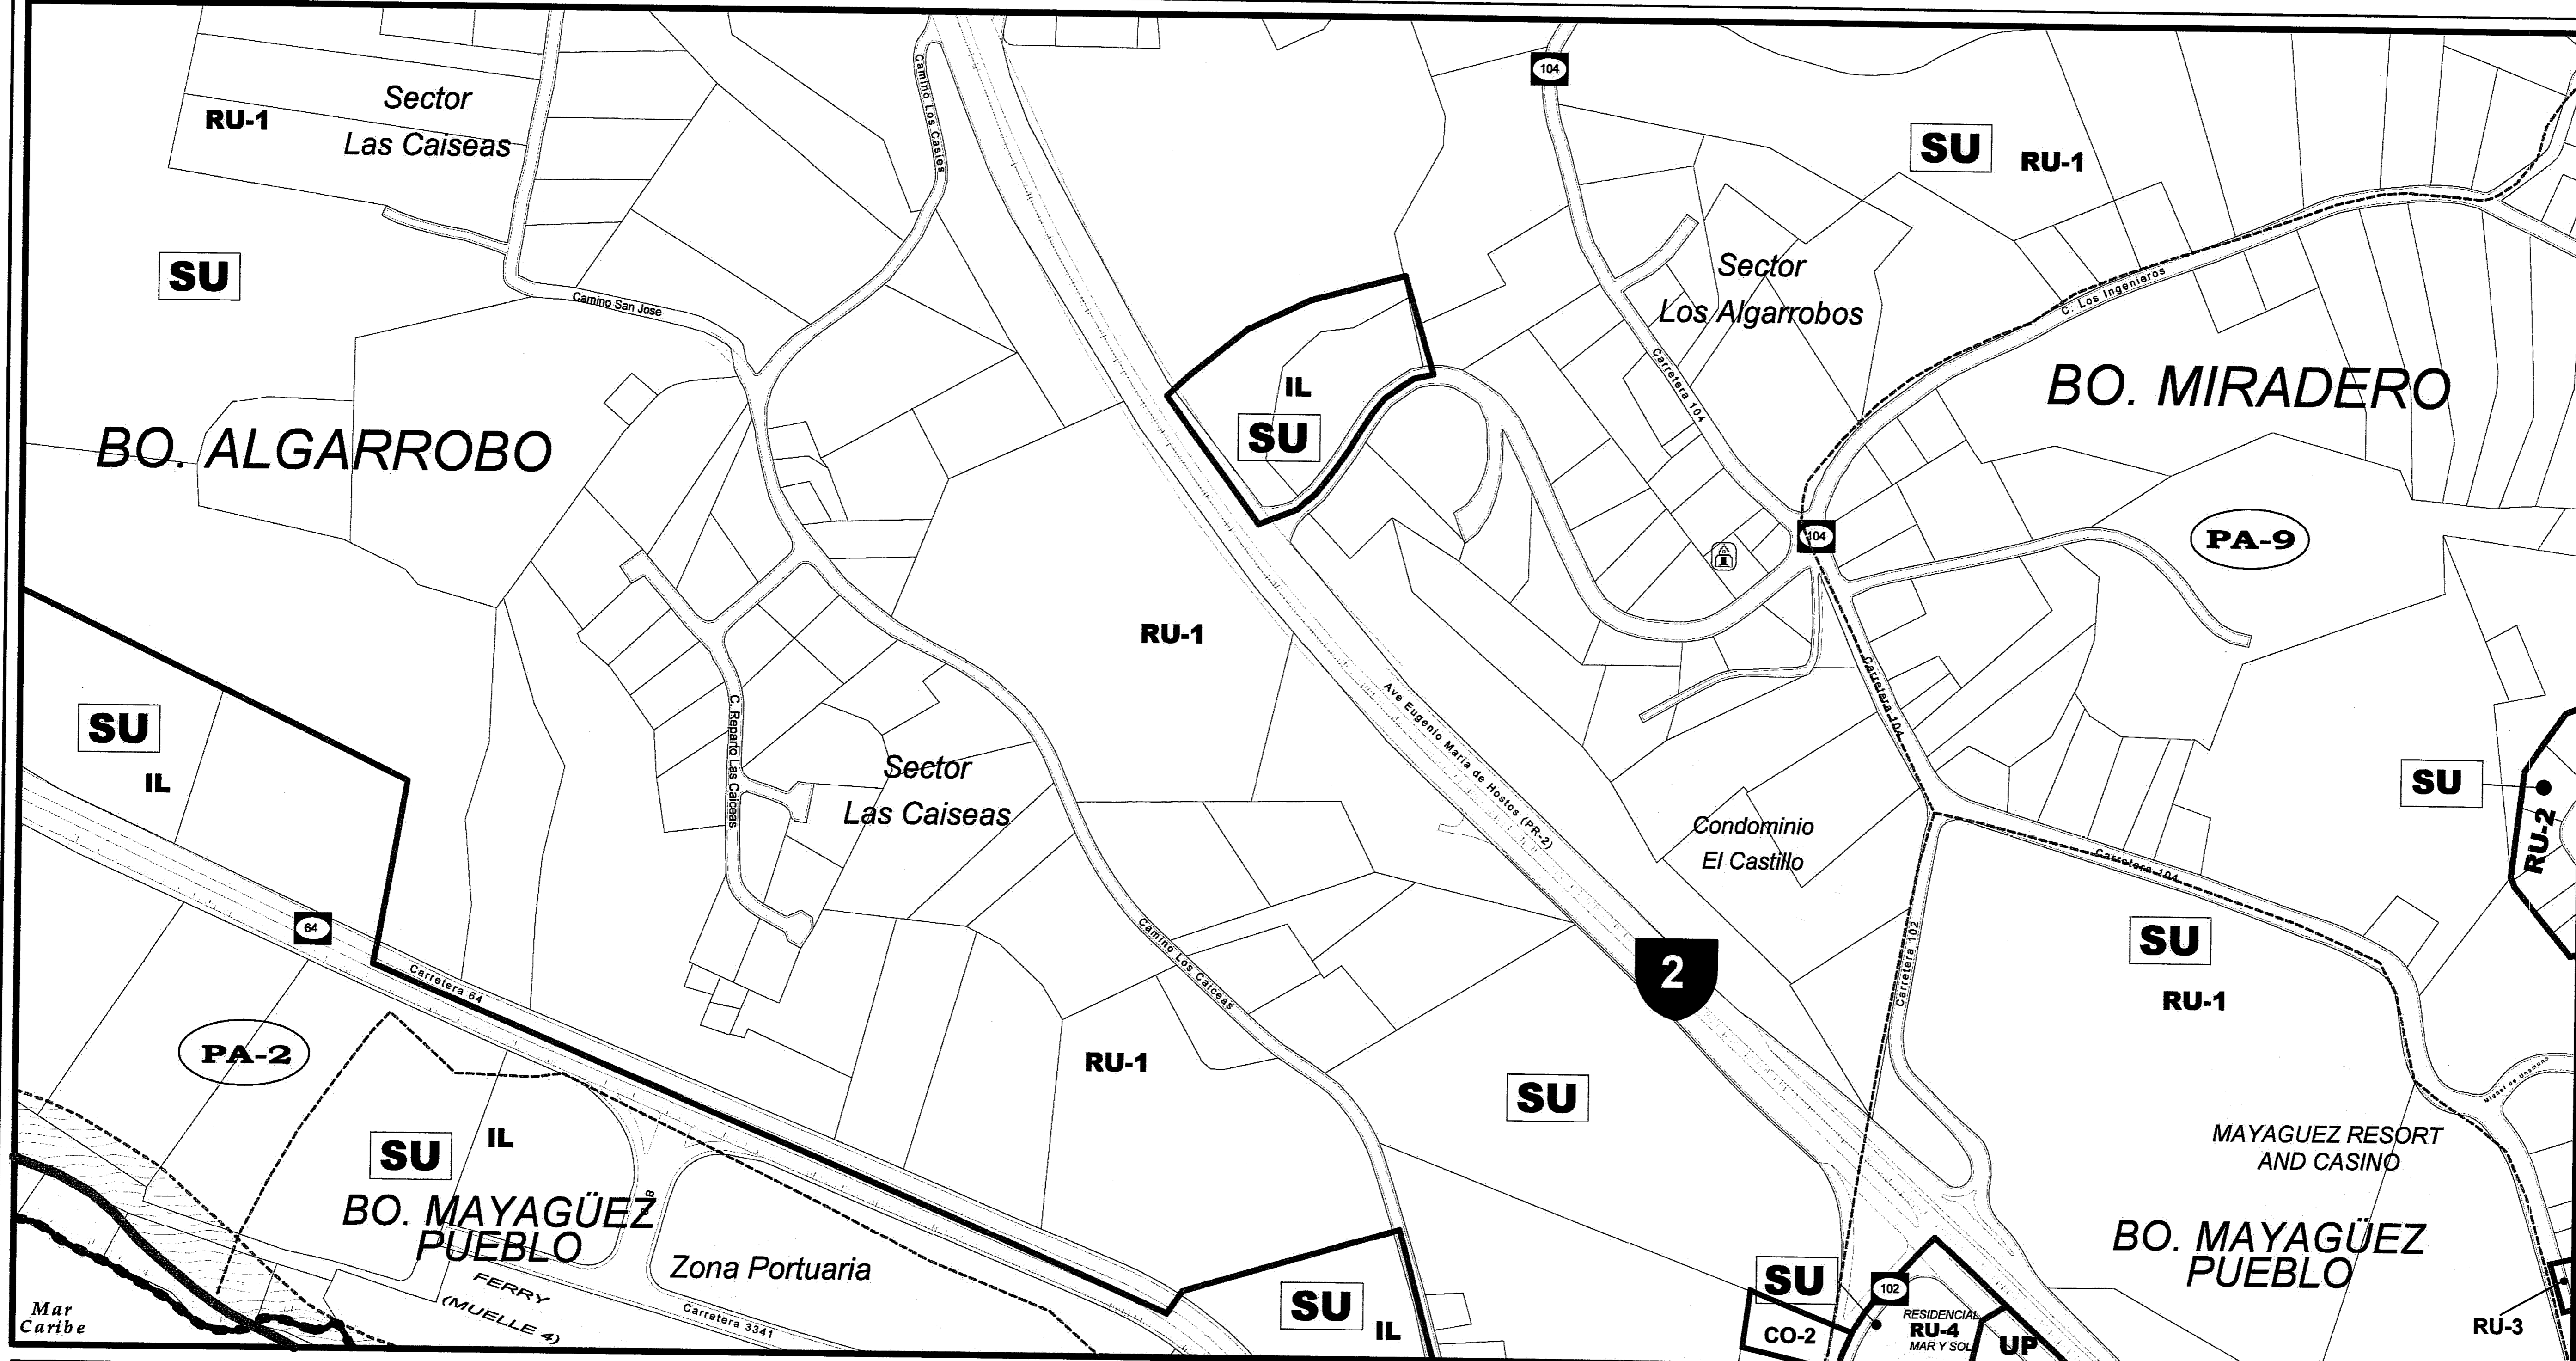 104
Sector
Las Caiseas
RU-1
SU
RU-1
Camino Los Casies
SU
Camino San Jose
Sector
Los Algarrobos
C. Los Ingenieros
BO. MIRADERO
IL
SU
Carretera 104
BO. ALGARROBO
104
PA-9
RU-1
SU
IL
C. Reparto Las Caiceas
Ave Eugenio Maria de Hostos (PR-2)
Carretera 104
Sector
Las Caiseas
SU
RU-2
Condominio
El Castillo
Carretera 104
64
Carretera 64
Camino Los Caiceas
2
Carretera 102
SU
RU-1
PA-2
RU-1
SU
Miguel de Unamuno
SU
IL
MAYAGUEZ RESORT
AND CASINO
BO. MAYAGÜEZ
PUEBLO
BO. MAYAGÜEZ
PUEBLO
Zona Portuaria
FERRY
(MUELLE 4)
Carretera 3341
SU
IL
SU
102
CO-2
RESIDENCIAL
RU-4
MAR Y SOL
UP
RU-3
Mar
Caribe